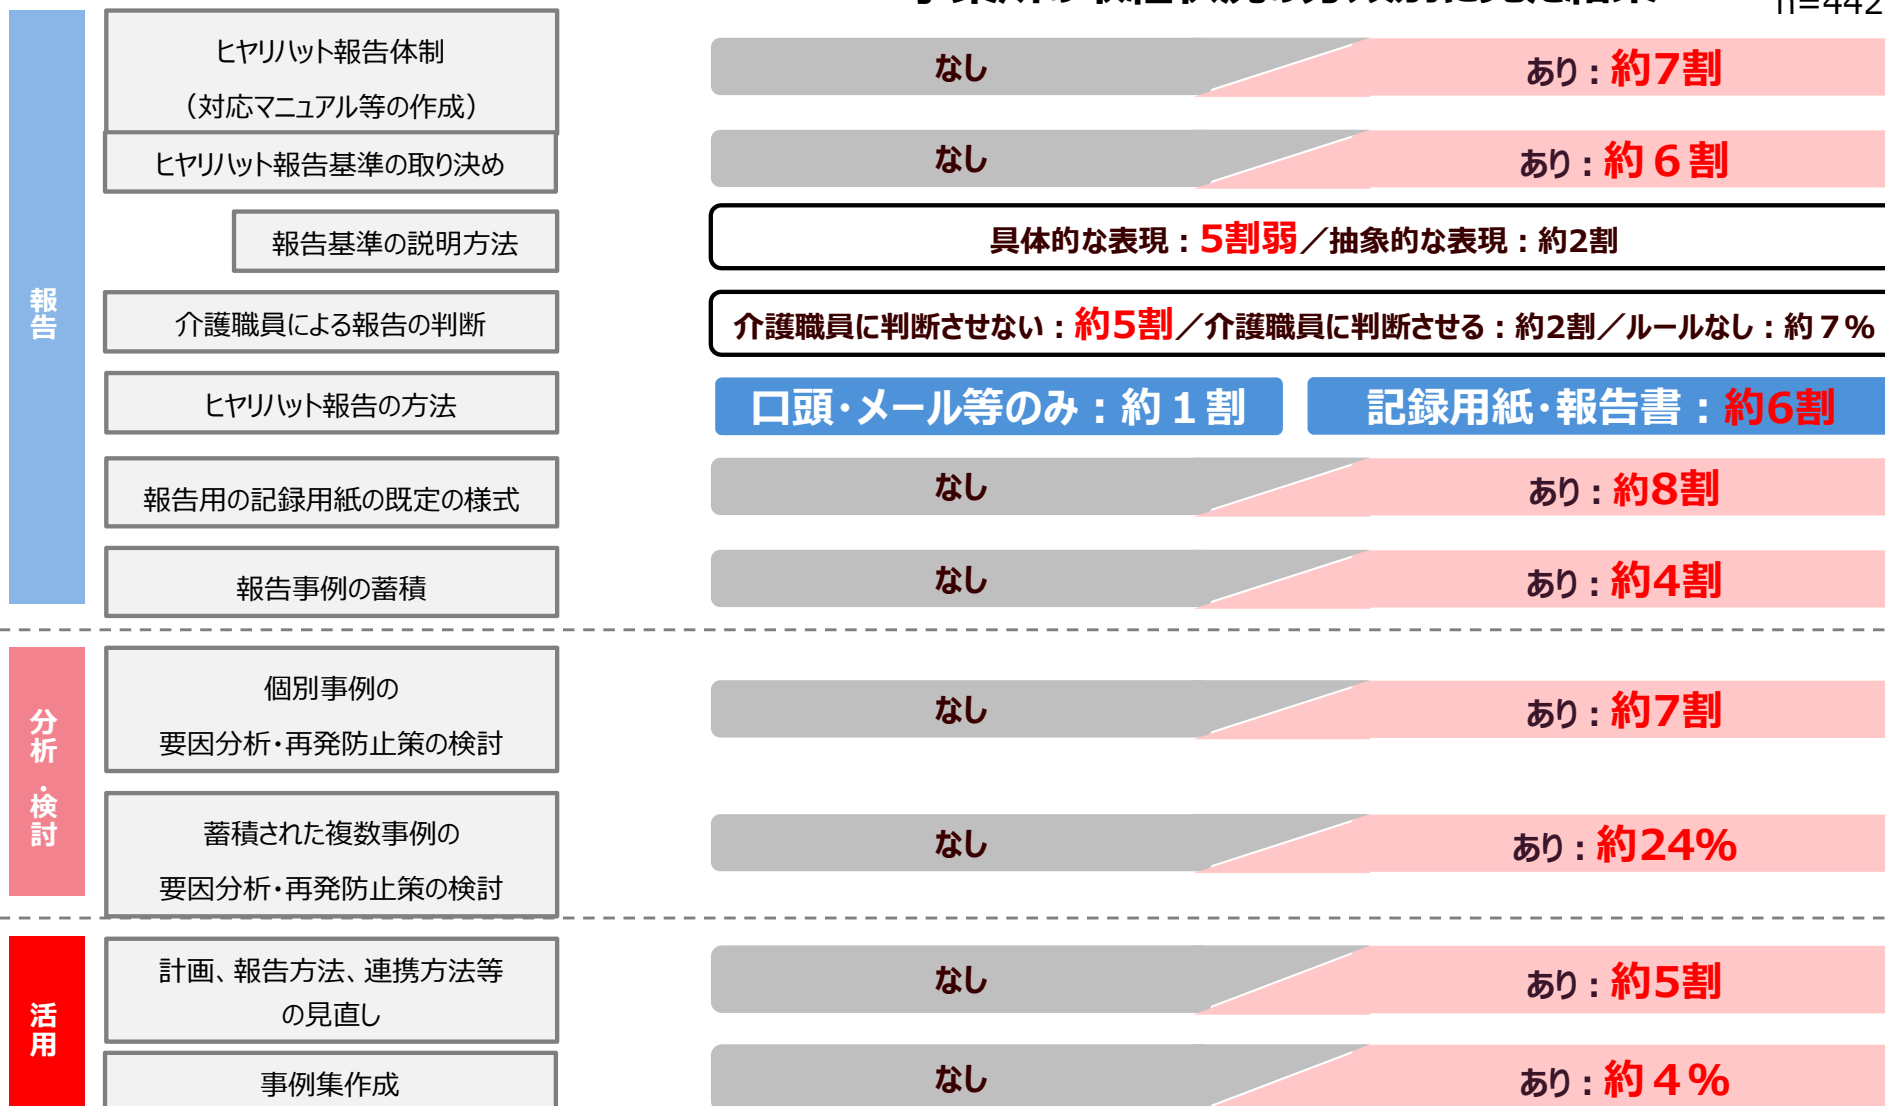 n=442
報告
ヒヤリハット報告体制
（対応マニュアル等の作成）
なし
あり：約7割
ヒヤリハット報告基準の取り決め
なし
あり：約６割
報告基準の説明方法
具体的な表現：5割弱／抽象的な表現：約2割
介護職員による報告の判断
介護職員に判断させない：約5割／介護職員に判断させる：約2割／ルールなし：約７%
ヒヤリハット報告の方法
口頭・メール等のみ：約１割
記録用紙・報告書：約6割
報告用の記録用紙の既定の様式
なし
あり：約8割
報告事例の蓄積
なし
あり：約4割
分析・検討
個別事例の
要因分析・再発防止策の検討
なし
あり：約7割
蓄積された複数事例の
要因分析・再発防止策の検討
なし
あり：約24%
活用
計画、報告方法、連携方法等
の見直し
なし
あり：約5割
事例集作成
なし
あり：約４%